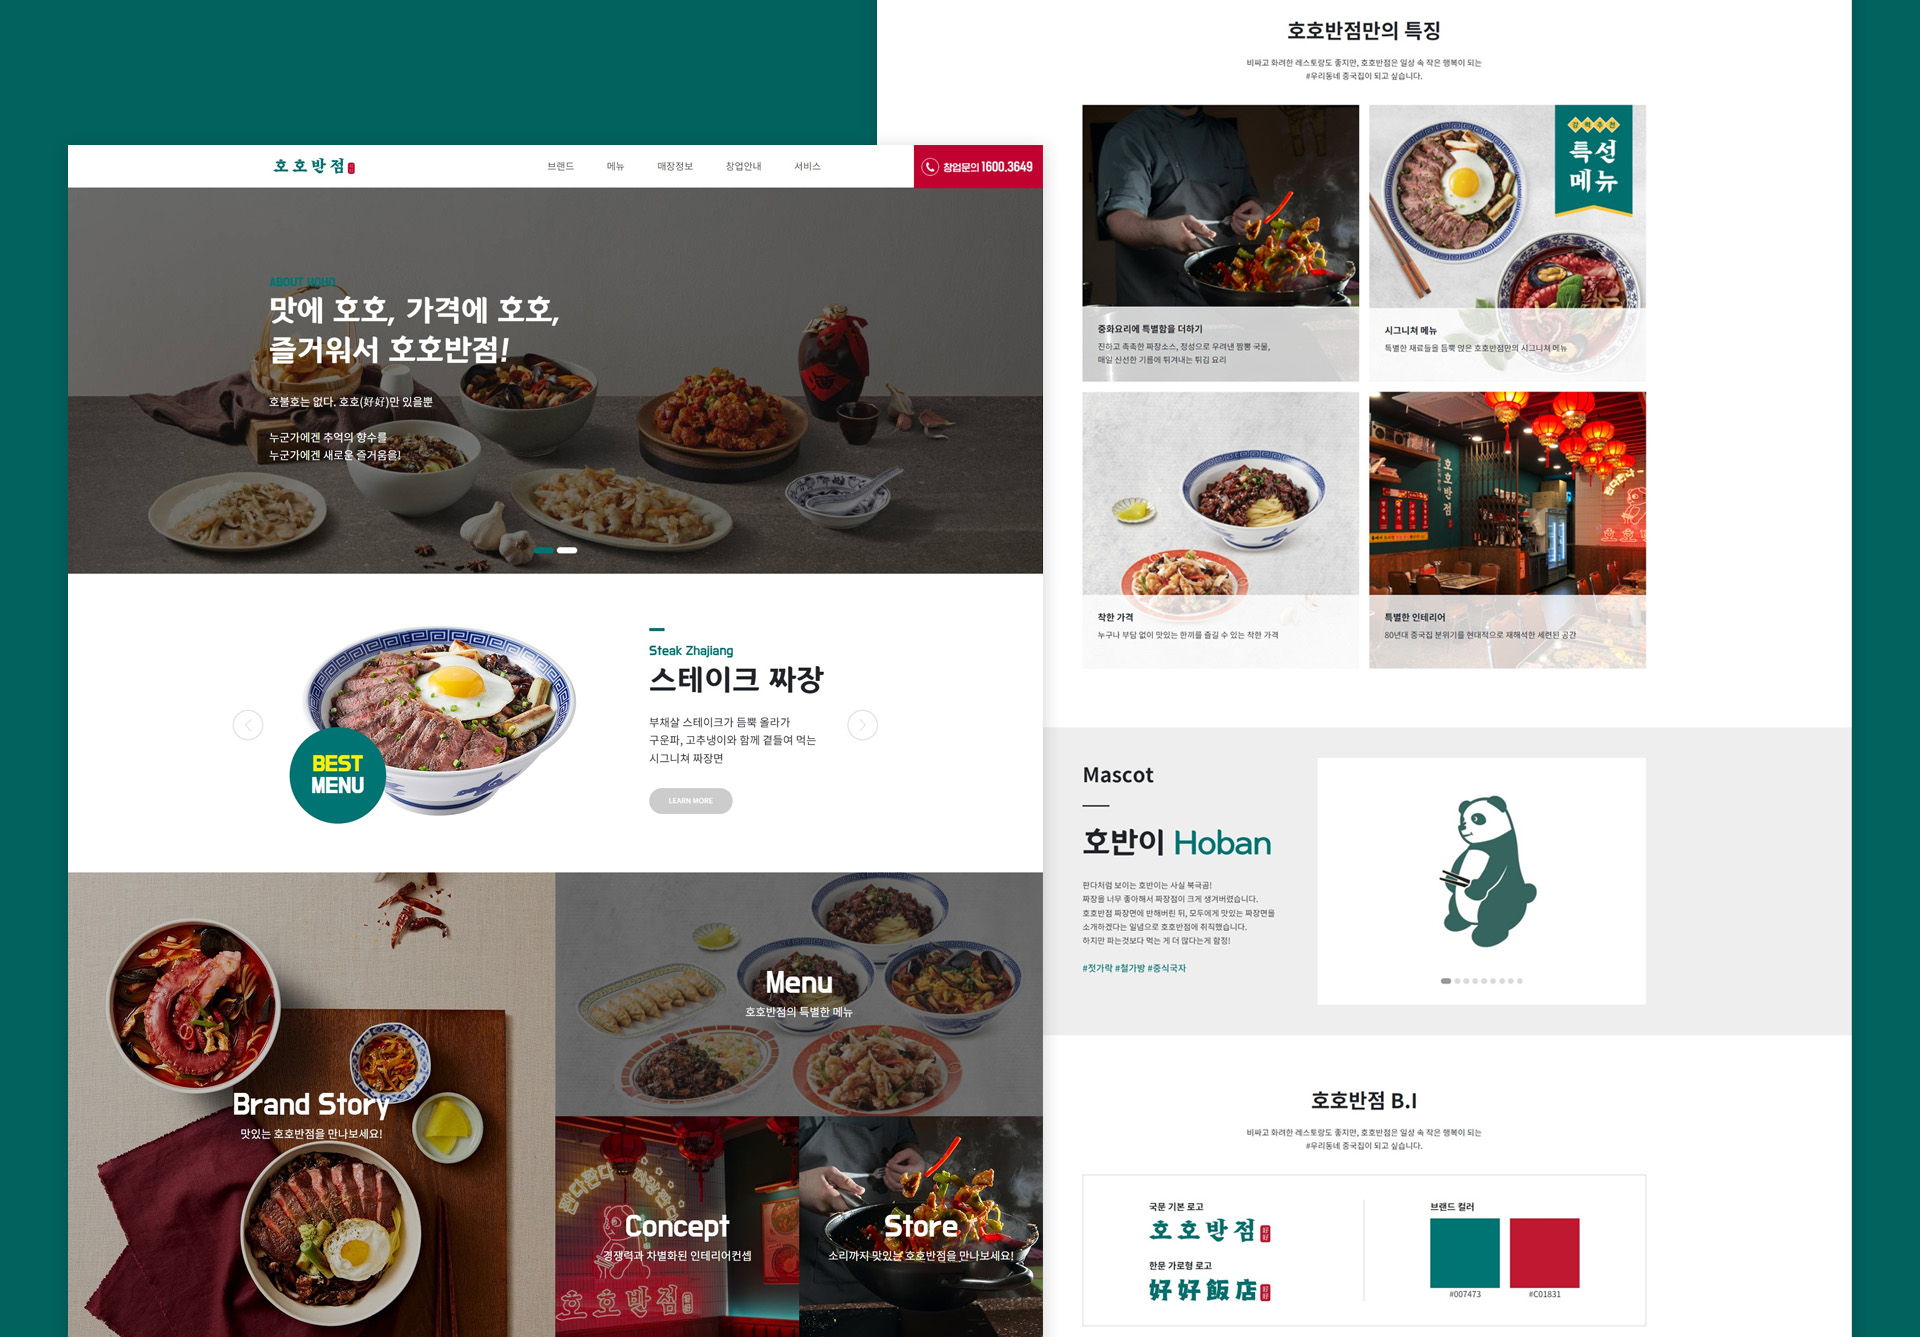 호호반점 好好
브랜드
메뉴
매장정보
창업안내
서비스
창업문의 1600.3649
ABOUT HOHO
맛에 호호, 가격에 호호,
즐거워서 호호반점!
호불호는 없다. 호호(好好)만 있을뿐
누군가에겐 추억의 향수를
누군가에겐 새로운 즐거움을!
BEST
MENU
Steak Zhajiang
스테이크 짜장
부채살 스테이크가 듬뿍 올라가
구운파, 고추냉이와 함께 곁들여 먹는
시그니쳐 짜장면
LEARN MORE
Brand Story
맛있는 호호반점을 만나보세요!
Menu
호호반점의 특별한 메뉴
Concept
경쟁력과 차별화된 인테리어컨셉
호호반점
Store
소리까지 맛있는 호호반점을 만나보세요!
호호반점만의 특징
비싸고 화려한 레스토랑도 좋지만, 호호반점은 일상 속 작은 행복이 되는
#우리동네 중국집이 되고 싶습니다.
중화요리에 특별함을 더하기
진하고 촉촉한 짜장소스, 정성으로 우려낸 짬뽕 국물,
매일 신선한 기름에 튀겨내는 튀김 요리
강력추천
특선
메뉴
시그니쳐 메뉴
특별한 재료들을 듬뿍 얹은 호호반점만의 시그니쳐 메뉴
착한 가격
누구나 부담 없이 맛있는 한끼를 즐길 수 있는 착한 가격
호호반점
특별한 인테리어
80년대 중국집 분위기를 현대적으로 재해석한 세련된 공간
Mascot
호반이 Hoban
판다처럼 보이는 호반이는 사실 북극곰!
짜장을 너무 좋아해서 짜장점이 크게 생겨버렸습니다.
호호반점 짜장면에 반해버린 뒤, 모두에게 맛있는 짜장면을
소개하겠다는 일념으로 호호반점에 취직했습니다.
하지만 파는것보다 먹는 게 더 많다는게 함정!
#젓가락 #철가방 #중식국자
호호반점 B.I
비싸고 화려한 레스토랑도 좋지만, 호호반점은 일상 속 작은 행복이 되는
#우리동네 중국집이 되고 싶습니다.
국문 기본 로고
호호반점 好好
한문 가로형 로고
好好飯店 好好
브랜드 컬러
#007473
#C01831